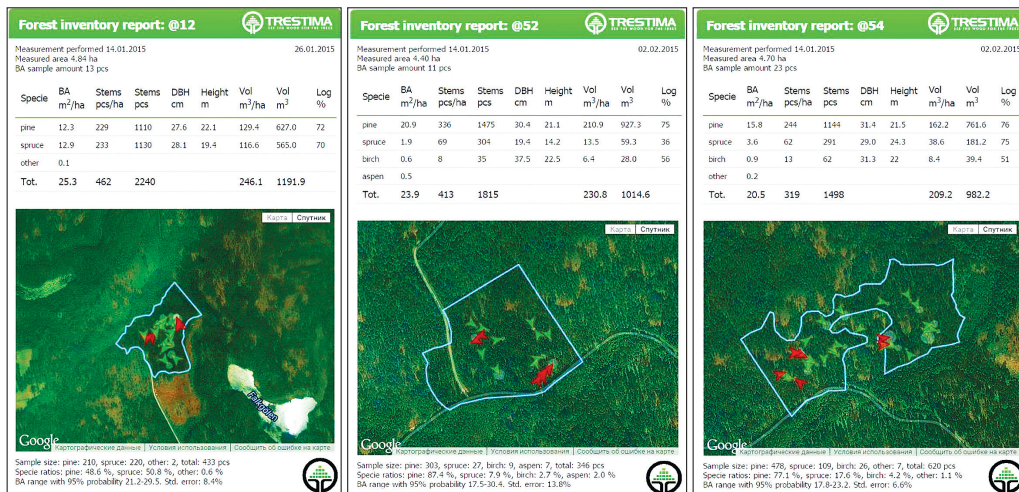 Forest inventory report: @12
TRESTIMA
SEE THE WOOD FOR THE TREES
Measurement performed 14.01.2015 26.01.2015
Measured area 4.84 ha
BA sample amount 13 pcs
Specie BA m²/ha Stems pcs/ha Stems pcs DBH cm Height m Vol m³/ha Vol m³ Log %
pine 12.3 229 1110 27.6 22.1 129.4 627.0 72
spruce 12.9 233 1130 28.1 19.4 116.6 565.0 70
other 0.1
Tot. 25.3 462 2240 246.1 1191.9
Карта Спутник
Google
Картографические данные Условия использования Сообщить об ошибке на карте
Sample size: pine: 210, spruce: 220, other: 2, total: 433 pcs
Specie ratios: pine: 48.6 %, spruce: 50.8 %, other: 0.6 %
BA range with 95% probability 21.2-29.5. Std. error: 8.4%
Forest inventory report: @52
TRESTIMA
SEE THE WOOD FOR THE TREES
Measurement performed 14.01.2015 02.02.2015
Measured area 4.40 ha
BA sample amount 11 pcs
Specie BA m²/ha Stems pcs/ha Stems pcs DBH cm Height m Vol m³/ha Vol m³ Log %
pine 20.9 336 1475 30.4 21.1 210.9 927.3 75
spruce 1.9 69 304 19.4 14.2 13.5 59.3 36
birch 0.6 8 35 37.5 22.5 6.4 28.0 56
aspen 0.5
Tot. 23.9 413 1815 230.8 1014.6
Карта Спутник
Google
Картографические данные Условия использования Сообщить об ошибке на карте
Sample size: pine: 303, spruce: 27, birch: 9, aspen: 7, total: 346 pcs
Specie ratios: pine: 87.4 %, spruce: 7.9 %, birch: 2.7 %, aspen: 2.0 %
BA range with 95% probability 17.5-30.4. Std. error: 13.8%
Forest inventory report: @54
TRESTIMA
SEE THE WOOD FOR THE TREES
Measurement performed 14.01.2015 02.02.2015
Measured area 4.70 ha
BA sample amount 23 pcs
Specie BA m²/ha Stems pcs/ha Stems pcs DBH cm Height m Vol m³/ha Vol m³ Log %
pine 15.8 244 1144 31.4 21.5 162.2 761.6 76
spruce 3.6 62 291 29.0 24.3 38.6 181.2 75
birch 0.9 13 62 31.3 22 8.4 39.4 51
other 0.2
Tot. 20.5 319 1498 209.2 982.2
Карта Спутник
Google
Картографические данные Условия использования Сообщить об ошибке на карте
Sample size: pine: 478, spruce: 109, birch: 26, other: 7, total: 620 pcs
Specie ratios: pine: 77.1 %, spruce: 17.6 %, birch: 4.2 %, other: 1.1 %
BA range with 95% probability 17.8-23.2. Std. error: 6.6%